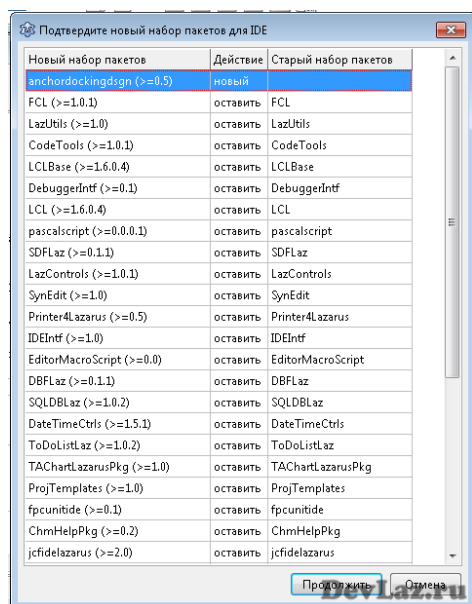 Подтвердите новый набор пакетов для IDE
Новый набор пакетов Действие Старый набор пакетов
anchordockingdsgn (>=0.5) новый
FCL (>=1.0.1) оставить FCL
LazUtils (>=1.0) оставить LazUtils
CodeTools (>=1.0.1) оставить CodeTools
LCLBase (>=1.6.0.4) оставить LCLBase
DebuggerIntf (>=0.1) оставить DebuggerIntf
LCL (>=1.6.0.4) оставить LCL
pascalscript (>=0.0.0.1) оставить pascalscript
SDFLaz (>=0.1.1) оставить SDFLaz
LazControls (>=1.0.1) оставить LazControls
SynEdit (>=1.0) оставить SynEdit
Printer4Lazarus (>=0.5) оставить Printer4Lazarus
IDEIntf (>=1.0) оставить IDEIntf
EditorMacroScript (>=0.0) оставить EditorMacroScript
DBFLaz (>=0.1.1) оставить DBFLaz
SQLDBLaz (>=1.0.2) оставить SQLDBLaz
DateTimeCtrls (>=1.5.1) оставить DateTimeCtrls
ToDoListLaz (>=1.0.2) оставить ToDoListLaz
TAChartLazarusPkg (>=1.0) оставить TAChartLazarusPkg
ProjTemplates (>=1.0) оставить ProjTemplates
fpcunitide (>=0.1) оставить fpcunitide
ChmHelpPkg (>=0.2) оставить ChmHelpPkg
jcfidelazarus (>=2.0) оставить jcfidelazarus
Продолжить Отмена
DevLaz.ru